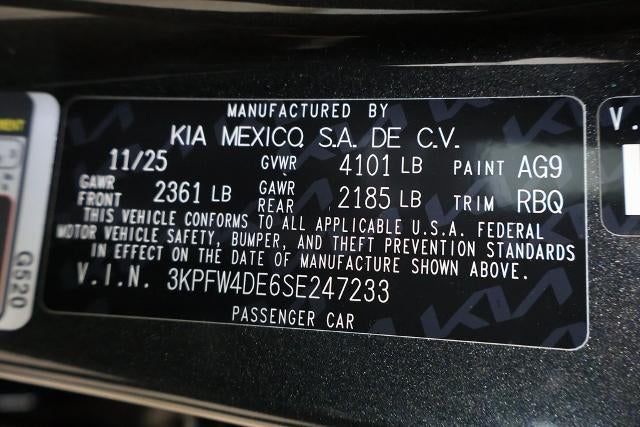 MANUFACTURED BY
KIA MEXICO, S.A. DE C.V.
11/25 GVWR 4101 LB PAINT AG9
GAWR FRONT 2361 LB GAWR REAR 2185 LB TRIM RBQ
THIS VEHICLE CONFORMS TO ALL APPLICABLE U.S.A. FEDERAL
MOTOR VEHICLE SAFETY, BUMPER, AND THEFT PREVENTION STANDARDS
IN EFFECT ON THE DATE OF MANUFACTURE SHOWN ABOVE.
V.I.N. 3KPFW4DE6SE247233
PASSENGER CAR
G520
V.